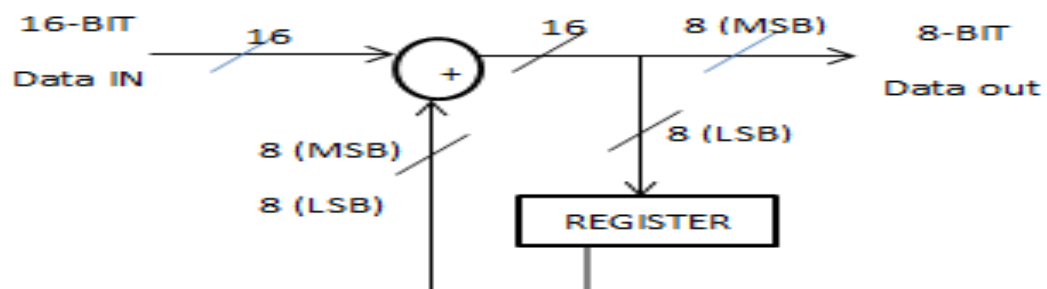 16-BIT
Data IN
16
+
16
8 (MSB)
8-BIT
Data out
8 (MSB)
8 (LSB)
8 (LSB)
REGISTER